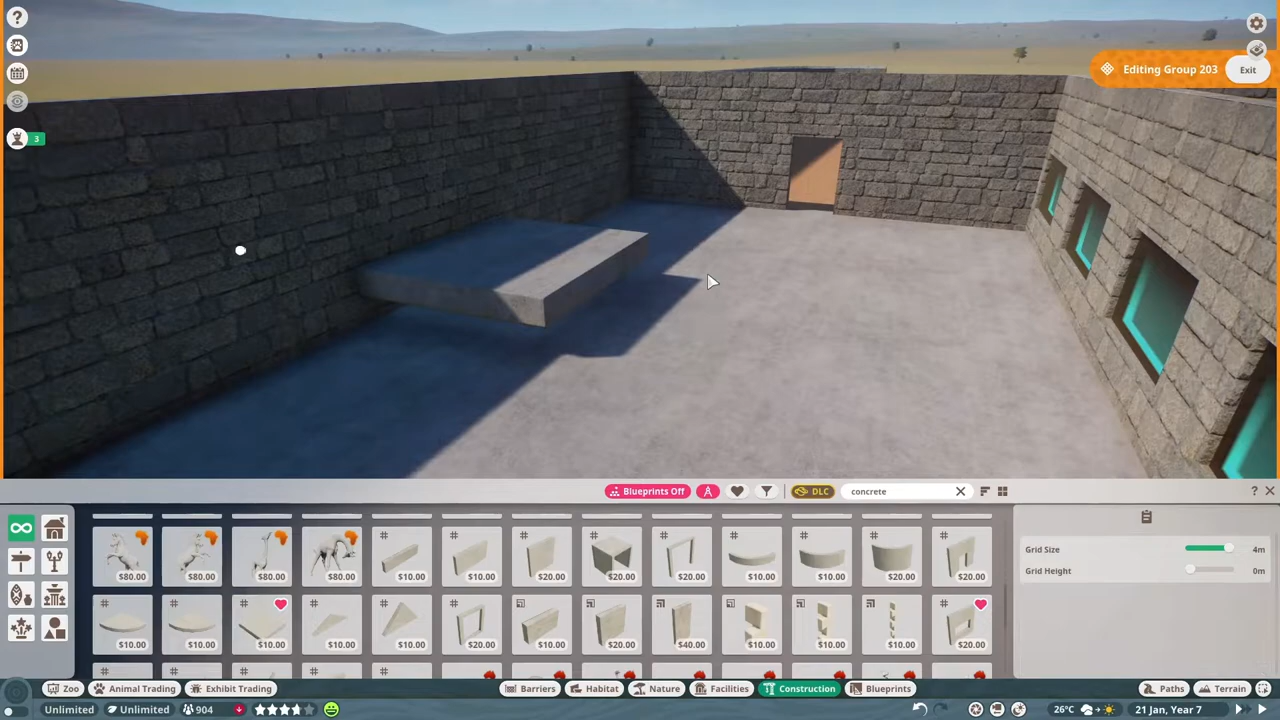 ?
Editing Group 203 Exit
3
Blueprints Off DLC concrete
? 
$80.00 $80.00 $80.00 $80.00 $10.00 $10.00 $20.00 $20.00 $20.00 $10.00 $10.00 $20.00 $20.00
Grid Size 4m
Grid Height 0m
$10.00 $10.00 $10.00 $10.00 $10.00 $20.00 $10.00 $20.00 $40.00 $10.00 $10.00 $10.00 $20.00
Zoo Animal Trading Exhibit Trading Barriers Habitat Nature Facilities Construction Blueprints Paths Terrain
Unlimited Unlimited 904 26°C 21 Jan, Year 7